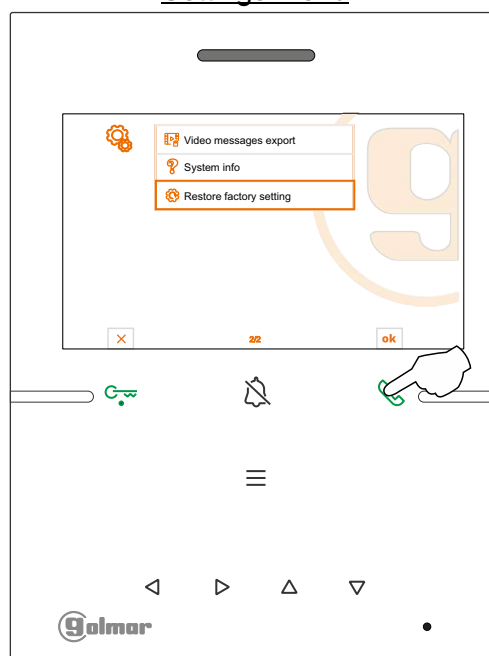 Video messages export
System info
Restore factory setting
2/2
ok
golmar